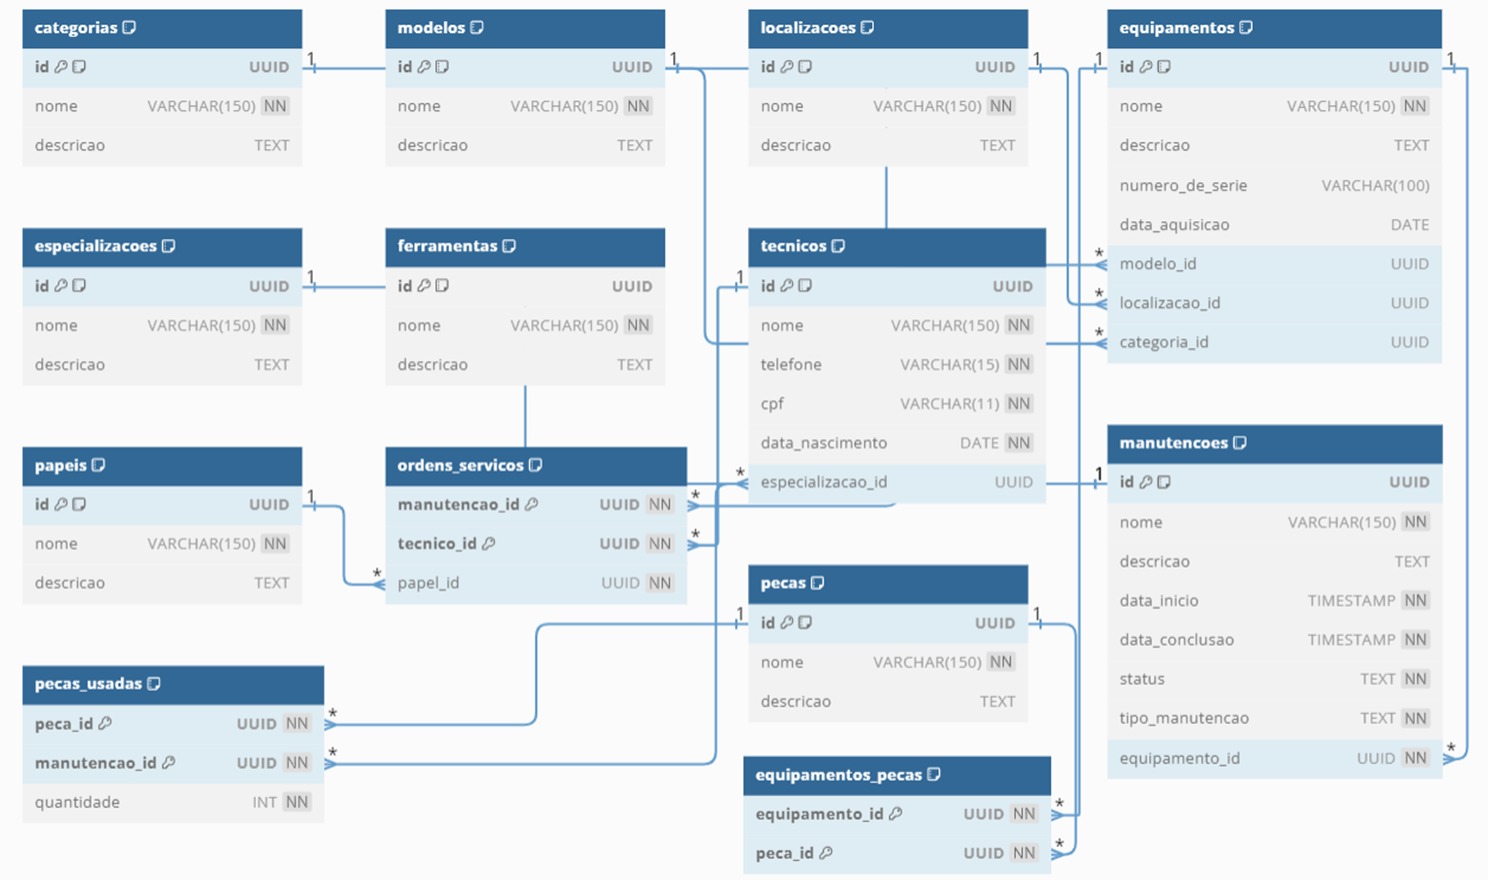 categorias
id UUID
nome VARCHAR(150) NN
descricao TEXT
modelos
id UUID
nome VARCHAR(150) NN
descricao TEXT
localizacoes
id UUID
nome VARCHAR(150) NN
descricao TEXT
equipamentos
id UUID
nome VARCHAR(150) NN
descricao TEXT
numero_de_serie VARCHAR(100)
data_aquisicao DATE
* modelo_id UUID
* localizacao_id UUID
* categoria_id UUID
1
1
1
1
1
especializacoes
id UUID
nome VARCHAR(150) NN
descricao TEXT
1
ferramentas
id UUID
nome VARCHAR(150) NN
descricao TEXT
tecnicos
1 id UUID
nome VARCHAR(150) NN
telefone VARCHAR(15) NN
cpf VARCHAR(11) NN
data_nascimento DATE NN
* especializacao_id UUID
papeis
id UUID 1
nome VARCHAR(150) NN
descricao TEXT
ordens_servicos
manutencao_id UUID NN *
tecnico_id UUID NN *
* papel_id UUID NN
manutencoes
1 id UUID
nome VARCHAR(150) NN
descricao TEXT
data_inicio TIMESTAMP NN
data_conclusao TIMESTAMP NN
status TEXT NN
tipo_manutencao TEXT NN
equipamento_id UUID NN *
pecas
1 id UUID 1
nome VARCHAR(150) NN
descricao TEXT
pecas_usadas
peca_id UUID NN *
manutencao_id UUID NN *
quantidade INT NN
equipamentos_pecas
equipamento_id UUID NN *
peca_id UUID NN *